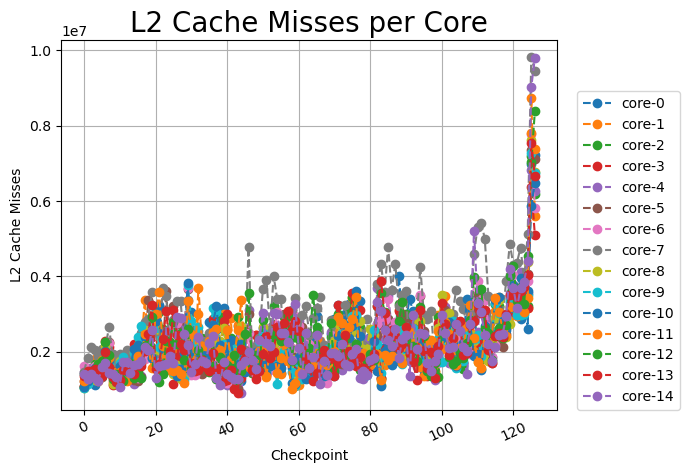 L2 Cache Misses per Core
1e7
1.0
0.8
0.6
0.4
0.2
L2 Cache Misses
0
20
40
60
80
100
120
Checkpoint
core-0
core-1
core-2
core-3
core-4
core-5
core-6
core-7
core-8
core-9
core-10
core-11
core-12
core-13
core-14